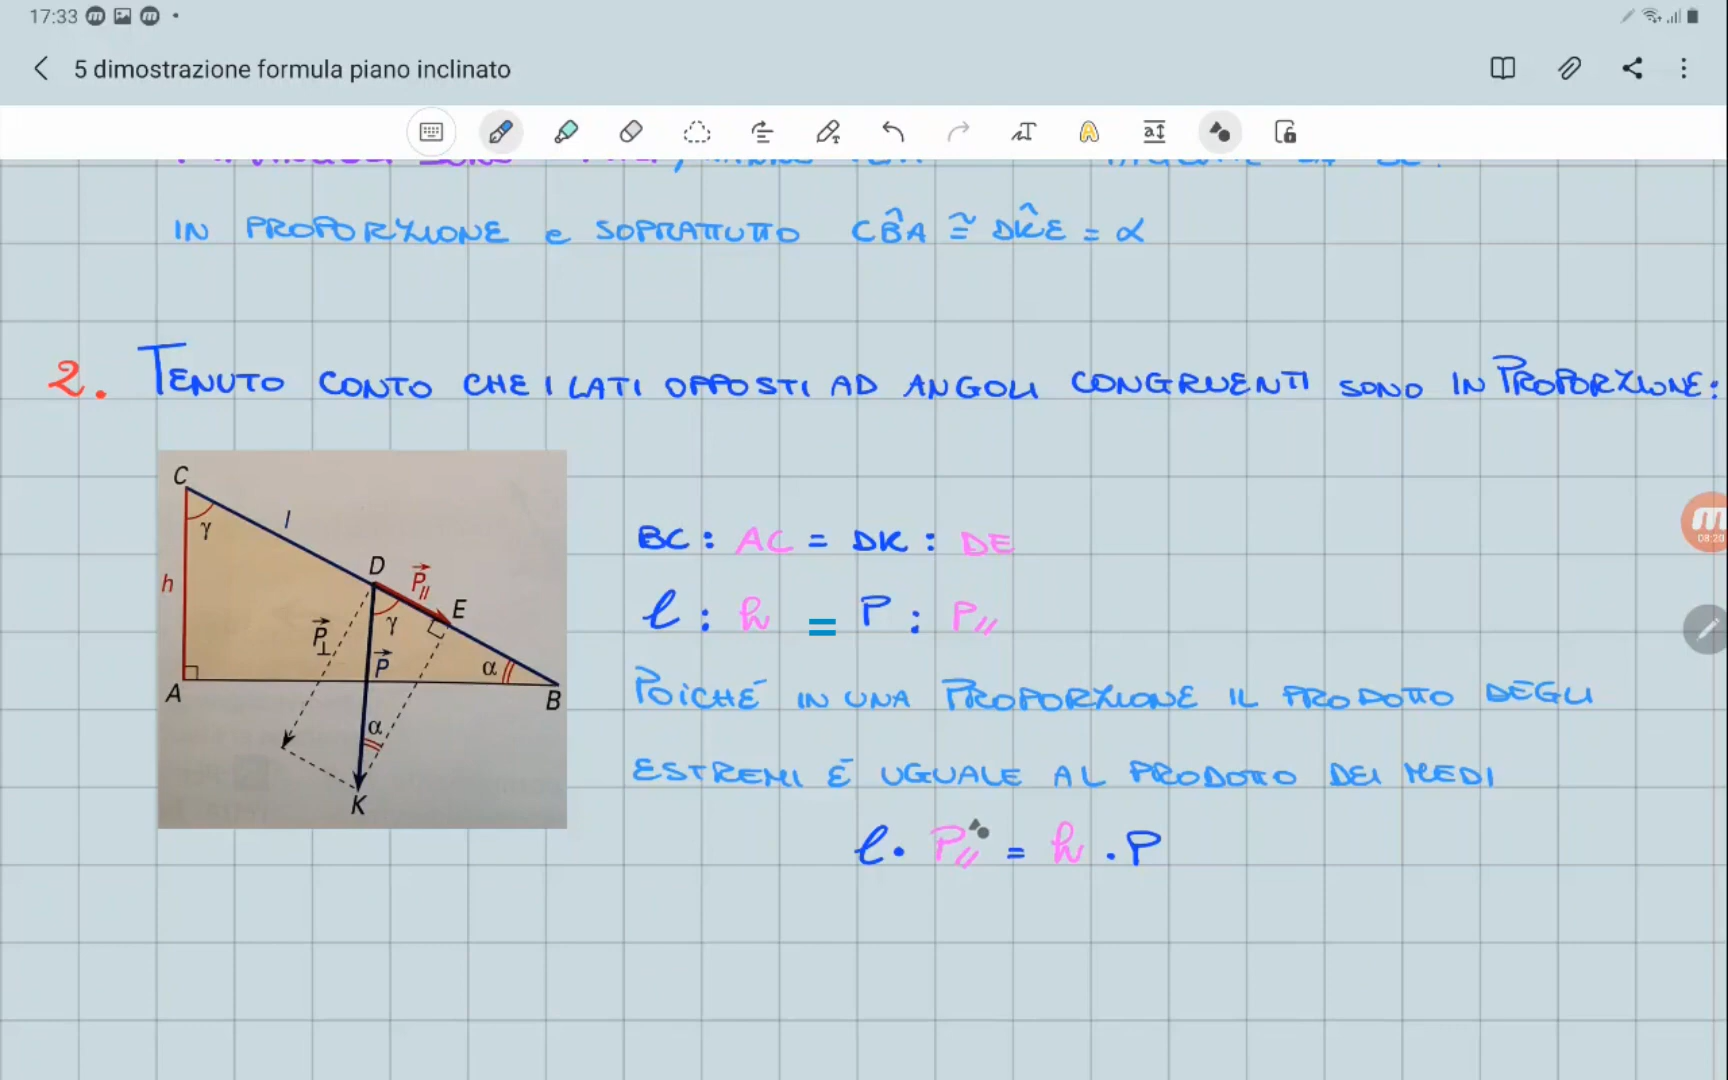 17:33
5 dimostrazione formula piano inclinato
IN PROPORZIONE e SOPRATTUTTO CB̂A ≅ DK̂E = α
2. TENUTO CONTO CHE I LATI OPPOSTI AD ANGOLI CONGRUENTI SONO IN PROPORZIONE:
C
γ
l
h
D
P⃗//
E
γ
P⃗⊥
P⃗
α
A
B
α
K
BC : AC = DK : DE
l : h = P : P//
POICHÉ IN UNA PROPORZIONE IL PRODOTTO DEGLI
ESTREMI È UGUALE AL PRODOTTO DEI MEDI
l · P// = h · P
08:20